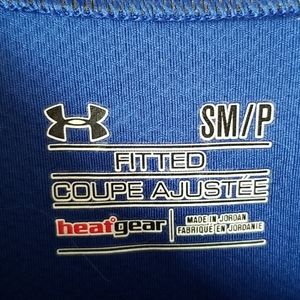 SM/P
FITTED
COUPE AJUSTÉE
heatgear
MADE IN JORDAN
FABRIQUÉ EN JORDANIE